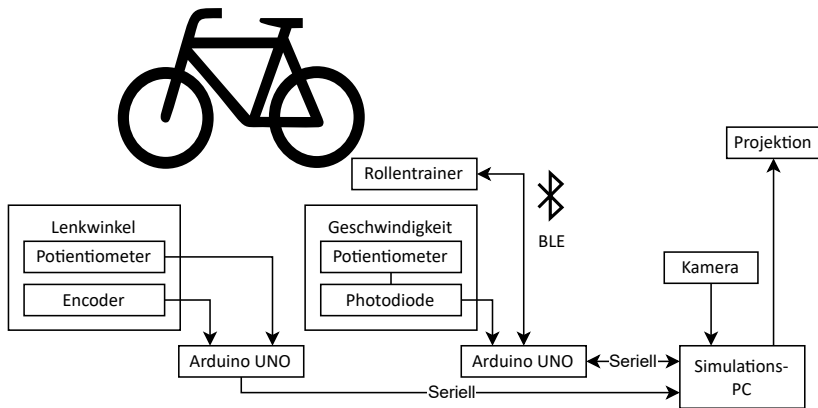 Projektion
Rollentrainer
BLE
Lenkwinkel
Potientiometer
Encoder
Geschwindigkeit
Potientiometer
Photodiode
Kamera
Arduino UNO
Arduino UNO
Seriell
Simulations-
PC
Seriell